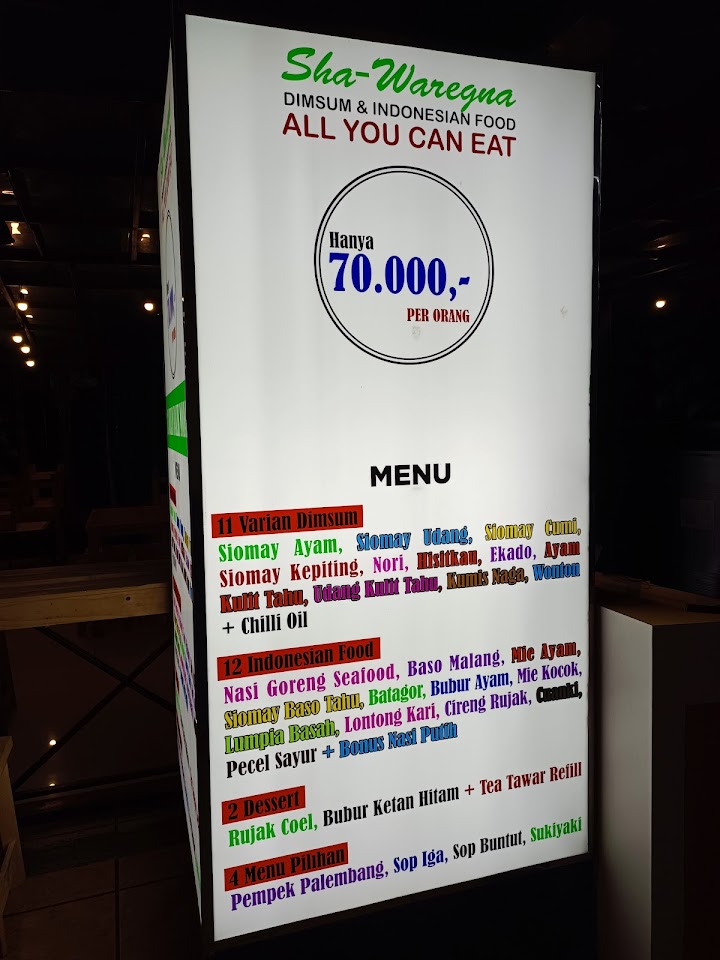 Sha-Waregna
DIMSUM & INDONESIAN FOOD
ALL YOU CAN EAT
Hanya
70.000,-
PER ORANG
MENU
11 Varian Dimsum
Siomay Ayam, Siomay Udang, Siomay Cumi,
Siomay Kepiting, Nori, Hisitkau, Ekado, Ayam
Kulit Tahu, Udang Kulit Tahu, Kumis Naga, Wonton
+ Chilli Oil
12 Indonesian Food
Nasi Goreng Seafood, Baso Malang, Mie Ayam,
Siomay Baso Tahu, Batagor, Bubur Ayam, Mie Kocok,
Lumpia Basah, Lontong Kari, Cireng Rujak, Cuanki,
Pecel Sayur + Bonus Nasi Putih
2 Dessert
Rujak Coel, Bubur Ketan Hitam + Tea Tawar Refill
4 Menu Pilihan
Pempek Palembang, Sop Iga, Sop Buntut, Sukiyaki